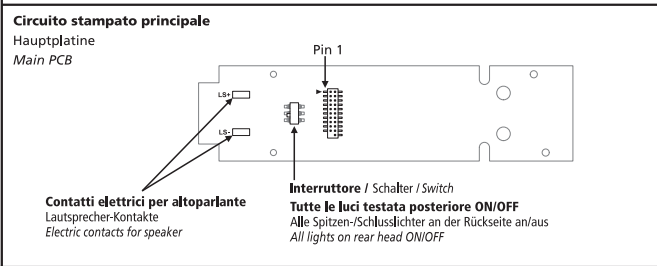 Circuito stampato principale
Hauptplatine
Main PCB
Pin 1
LS+
LS-
Contatti elettrici per altoparlante
Lautsprecher-Kontakte
Electric contacts for speaker
Interruttore / Schalter / Switch
Tutte le luci testata posteriore ON/OFF
Alle Spitzen-/Schlusslichter an der Rückseite an/aus
All lights on rear head ON/OFF